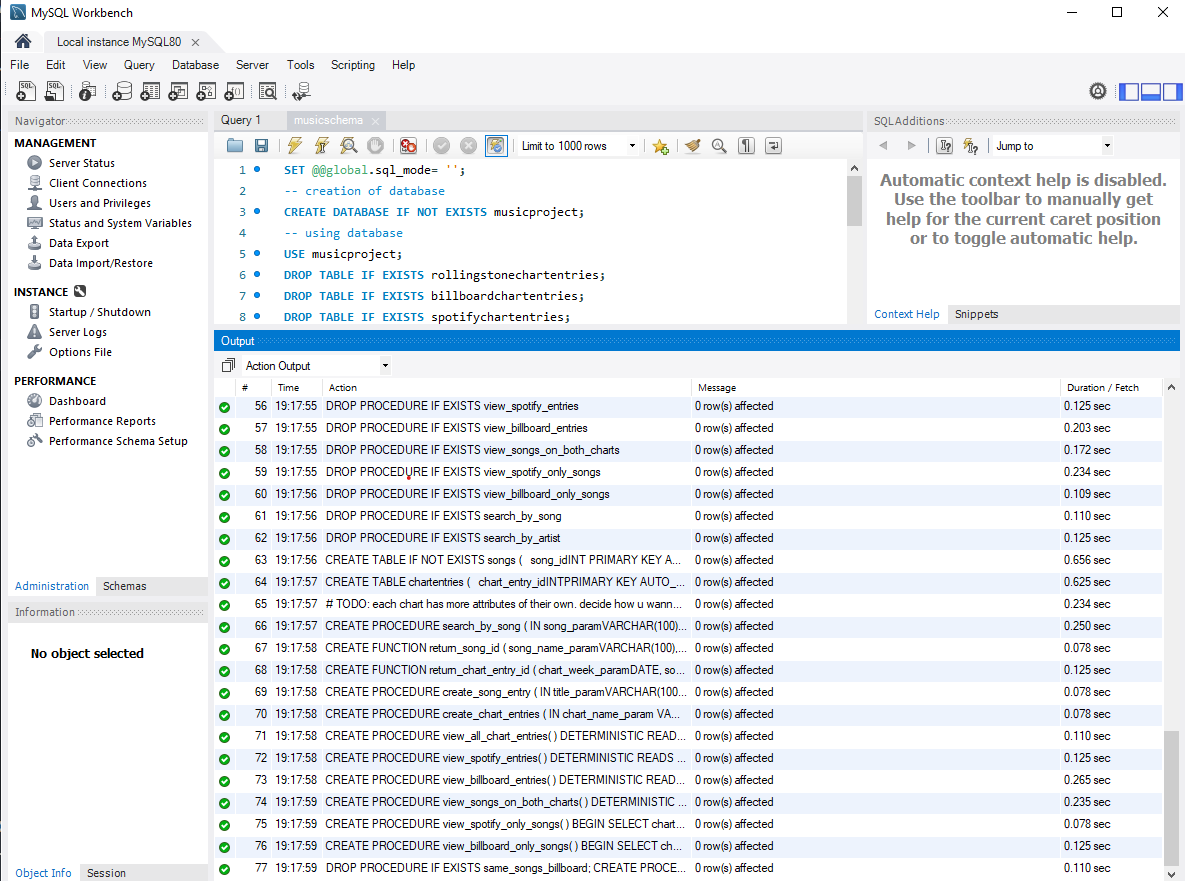 MySQL Workbench
Local instance MySQL80
File Edit View Query Database Server Tools Scripting Help
Navigator
MANAGEMENT
Server Status
Client Connections
Users and Privileges
Status and System Variables
Data Export
Data Import/Restore
INSTANCE
Startup / Shutdown
Server Logs
Options File
PERFORMANCE
Dashboard
Performance Reports
Performance Schema Setup
Administration Schemas
Information
No object selected
Object Info Session
Query 1 musicschema
Limit to 1000 rows
1 SET @@global.sql_mode= '';
2 -- creation of database
3 CREATE DATABASE IF NOT EXISTS musicproject;
4 -- using database
5 USE musicproject;
6 DROP TABLE IF EXISTS rollingstonechartentries;
7 DROP TABLE IF EXISTS billboardchartentries;
8 DROP TABLE IF EXISTS spotifychartentries;
SQLAdditions
Jump to
Automatic context help is disabled.
Use the toolbar to manually get
help for the current caret position
or to toggle automatic help.
Context Help Snippets
Output
Action Output
# Time Action Message Duration / Fetch
56 19:17:55 DROP PROCEDURE IF EXISTS view_spotify_entries 0 row(s) affected 0.125 sec
57 19:17:55 DROP PROCEDURE IF EXISTS view_billboard_entries 0 row(s) affected 0.203 sec
58 19:17:55 DROP PROCEDURE IF EXISTS view_songs_on_both_charts 0 row(s) affected 0.172 sec
59 19:17:55 DROP PROCEDURE IF EXISTS view_spotify_only_songs 0 row(s) affected 0.234 sec
60 19:17:56 DROP PROCEDURE IF EXISTS view_billboard_only_songs 0 row(s) affected 0.109 sec
61 19:17:56 DROP PROCEDURE IF EXISTS search_by_song 0 row(s) affected 0.110 sec
62 19:17:56 DROP PROCEDURE IF EXISTS search_by_artist 0 row(s) affected 0.125 sec
63 19:17:56 CREATE TABLE IF NOT EXISTS songs ( song_idINT PRIMARY KEY A... 0 row(s) affected 0.656 sec
64 19:17:57 CREATE TABLE chartentries ( chart_entry_idINTPRIMARY KEY AUTO_... 0 row(s) affected 0.625 sec
65 19:17:57 # TODO: each chart has more attributes of their own. decide how u wann... 0 row(s) affected 0.234 sec
66 19:17:57 CREATE PROCEDURE search_by_song ( IN song_paramVARCHAR(100)... 0 row(s) affected 0.250 sec
67 19:17:58 CREATE FUNCTION return_song_id ( song_name_paramVARCHAR(100),... 0 row(s) affected 0.078 sec
68 19:17:58 CREATE FUNCTION return_chart_entry_id ( chart_week_paramDATE, so... 0 row(s) affected 0.125 sec
69 19:17:58 CREATE PROCEDURE create_song_entry ( IN title_paramVARCHAR(100... 0 row(s) affected 0.078 sec
70 19:17:58 CREATE PROCEDURE create_chart_entries ( IN chart_name_param VA... 0 row(s) affected 0.078 sec
71 19:17:58 CREATE PROCEDURE view_all_chart_entries( ) DETERMINISTIC READ... 0 row(s) affected 0.110 sec
72 19:17:58 CREATE PROCEDURE view_spotify_entries( ) DETERMINISTIC READS ... 0 row(s) affected 0.125 sec
73 19:17:58 CREATE PROCEDURE view_billboard_entries( ) DETERMINISTIC READ... 0 row(s) affected 0.265 sec
74 19:17:59 CREATE PROCEDURE view_songs_on_both_charts( ) DETERMINISTIC ... 0 row(s) affected 0.235 sec
75 19:17:59 CREATE PROCEDURE view_spotify_only_songs( ) BEGIN SELECT chart... 0 row(s) affected 0.078 sec
76 19:17:59 CREATE PROCEDURE view_billboard_only_songs( ) BEGIN SELECT ch... 0 row(s) affected 0.125 sec
77 19:17:59 DROP PROCEDURE IF EXISTS same_songs_billboard; CREATE PROCE... 0 row(s) affected 0.110 sec